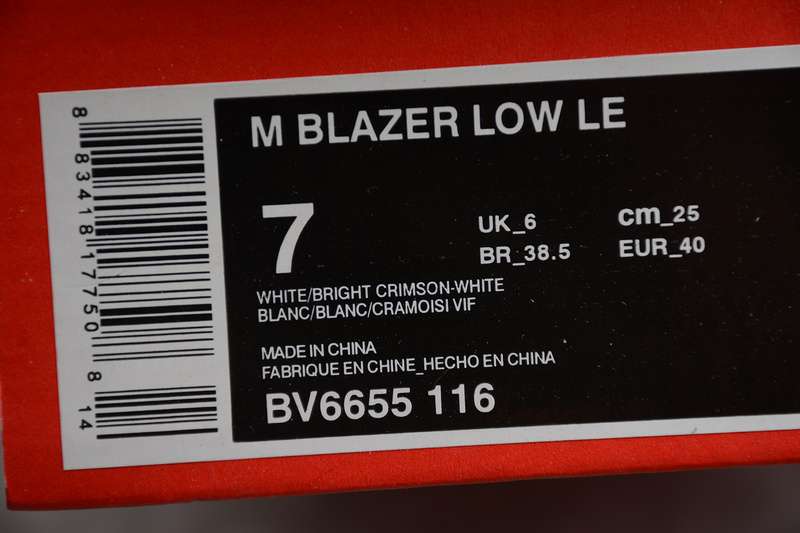 M BLAZER LOW LE
7
UK_6 cm_25
BR_38.5 EUR_40
WHITE/BRIGHT CRIMSON-WHITE
BLANC/BLANC/CRAMOISI VIF
MADE IN CHINA
FABRIQUE EN CHINE_HECHO EN CHINA
BV6655 116
8 83418 17750 8 14